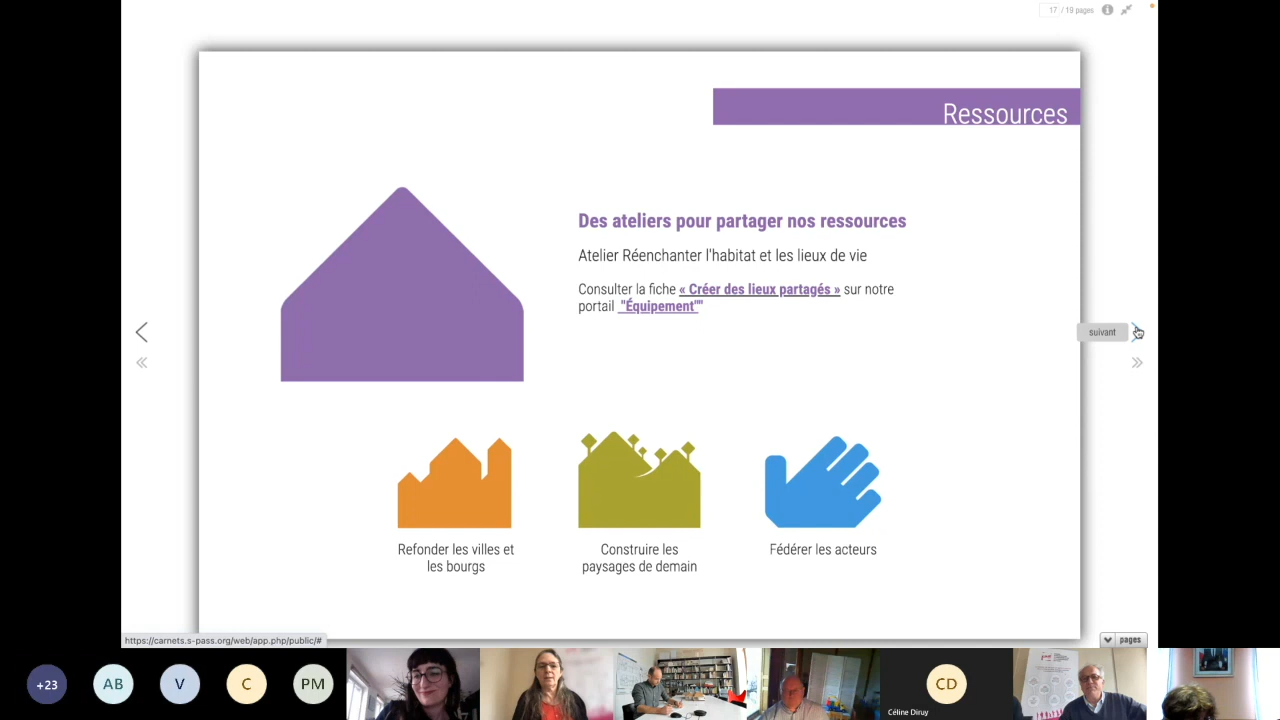 17 / 19 pages
Ressources
Des ateliers pour partager nos ressources
Atelier Réenchanter l'habitat et les lieux de vie
Consulter la fiche « Créer des lieux partagés » sur notre
portail "Équipement""
suivant
Refonder les villes et
les bourgs
Construire les
paysages de demain
Fédérer les acteurs
https://carnets.s-pass.org/web/app.php/public/#
pages
+23
AB
V
C
PM
CD
Céline Diruy